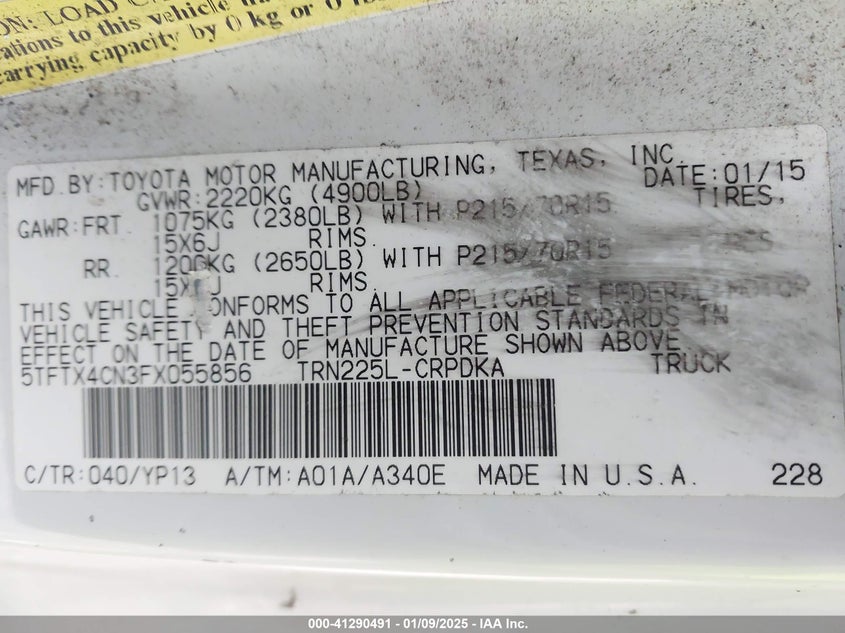 ON: LOAD
ations to this vehicle
carrying capacity by 0 kg or 0
MFD. BY: TOYOTA MOTOR MANUFACTURING, TEXAS, INC.
GVWR: 2220KG (4900LB) DATE: 01/15
GAWR: FRT. 1075KG (2380LB) WITH P215/70R15 TIRES,
15X6J RIMS.
RR. 1200KG (2650LB) WITH P215/70R15
RIMS.
THIS VEHICLE CONFORMS TO ALL APPLICABLE FEDERAL MOTOR
VEHICLE SAFETY AND THEFT PREVENTION STANDARDS IN
EFFECT ON THE DATE OF MANUFACTURE SHOWN ABOVE.
5TFTX4CN3FX055856 TRN225L-CRPDKA TRUCK
C/TR: 040/YP13 A/TM: A01A/A340E MADE IN U.S.A. 228
000-41290491 - 01/09/2025 - IAA Inc.